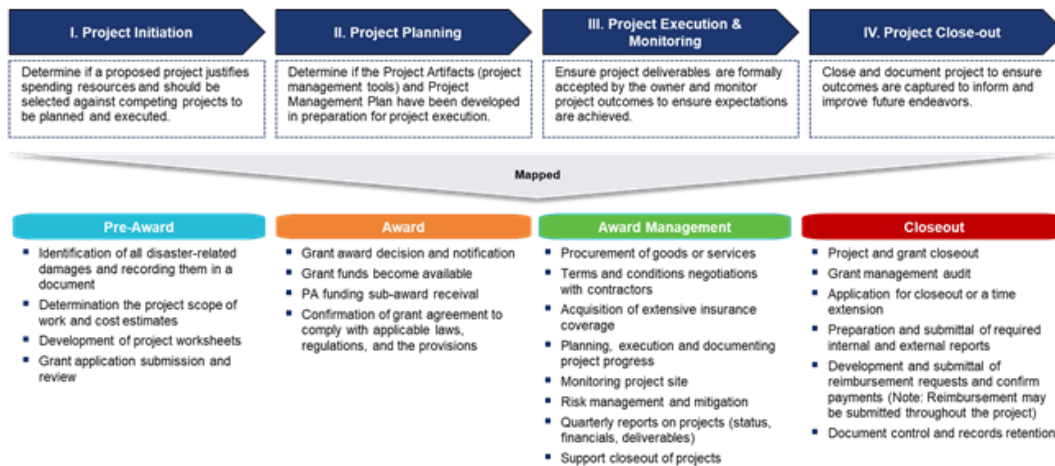 I. Project Initiation
II. Project Planning
III. Project Execution &
Monitoring
IV. Project Close-out
Determine if a proposed project justifies
spending resources and should be
selected against competing projects to
be planned and executed.
Determine if the Project Artifacts (project
management tools) and Project
Management Plan have been developed
in preparation for project execution.
Ensure project deliverables are formally
accepted by the owner and monitor
project outcomes to ensure expectations
are achieved.
Close and document project to ensure
outcomes are captured to inform and
improve future endeavors.
Mapped
Pre-Award
▪ Identification of all disaster-related
damages and recording them in a
document
▪ Determination the project scope of
work and cost estimates
▪ Development of project worksheets
▪ Grant application submission and
review
Award
▪ Grant award decision and notification
▪ Grant funds become available
▪ PA funding sub-award receival
▪ Confirmation of grant agreement to
comply with applicable laws,
regulations, and the provisions
Award Management
▪ Procurement of goods or services
▪ Terms and conditions negotiations
with contractors
▪ Acquisition of extensive insurance
coverage
▪ Planning, execution and documenting
project progress
▪ Monitoring project site
▪ Risk management and mitigation
▪ Quarterly reports on projects (status,
financials, deliverables)
▪ Support closeout of projects
Closeout
▪ Project and grant closeout
▪ Grant management audit
▪ Application for closeout or a time
extension
▪ Preparation and submittal of required
internal and external reports
▪ Development and submittal of
reimbursement requests and confirm
payments (Note: Reimbursement may
be submitted throughout the project)
▪ Document control and records retention